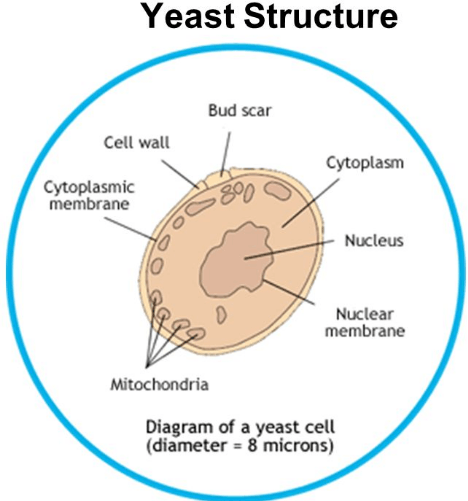 Yeast Structure
Bud scar
Cell wall
Cytoplasm
Cytoplasmic
membrane
Nucleus
Nuclear
membrane
Mitochondria
Diagram of a yeast cell
(diameter = 8 microns)